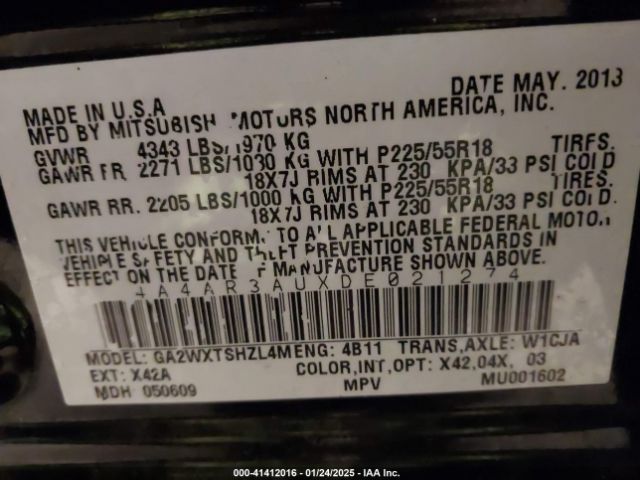 MADE IN U.S.A DATE MAY. 2013
MFD BY MITSUBISHI MOTORS NORTH AMERICA, INC.
GVWR 4343 LBS/1970 KG
GAWR FR. 2271 LBS/1030 KG WITH P225/55R18 TIRES.
18X7J RIMS AT 230 KPA/33 PSI COLD
GAWR RR. 2205 LBS/1000 KG WITH P225/55R18 TIRES.
18X7J RIMS AT 230 KPA/33 PSI COLD.
THIS VEHICLE CONFORMS TO ALL APPLICABLE FEDERAL MOTOR
VEHICLE SAFETY AND THEFT PREVENTION STANDARDS IN
EFFECT ON THE DATE OF MANUFACTURE SHOWN ABOVE.
4A4AR3AUXDE021274
MODEL: GA2WXTSHZL4M ENG: 4B11 TRANS,AXLE: W1CJA
EXT: X42A COLOR,INT,OPT: X42,04X, 03
MDH 050609 MPV MU001602
000-41412016 - 01/24/2025 - IAA Inc.